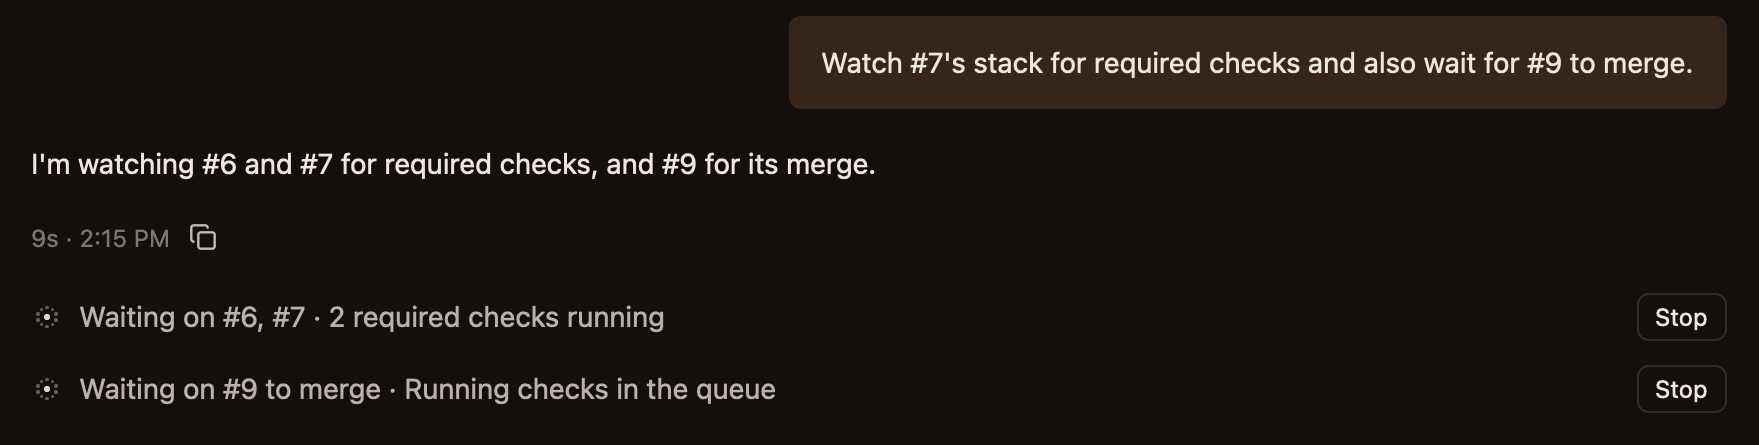 Watch #7's stack for required checks and also wait for #9 to merge.
I'm watching #6 and #7 for required checks, and #9 for its merge.
9s · 2:15 PM
Waiting on #6, #7 · 2 required checks running
Stop
Waiting on #9 to merge · Running checks in the queue
Stop